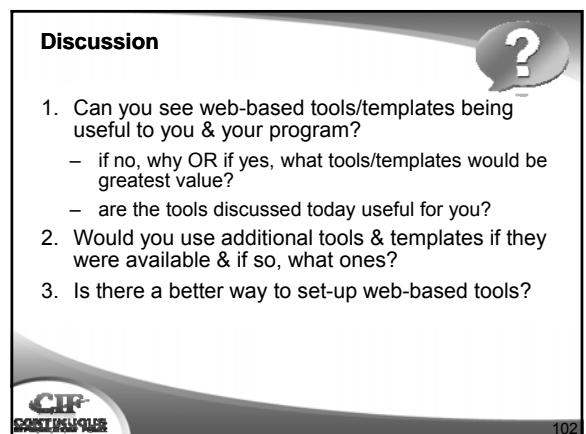 Discussion
?
1. Can you see web-based tools/templates being
useful to you & your program?
– if no, why OR if yes, what tools/templates would be
greatest value?
– are the tools discussed today useful for you?
2. Would you use additional tools & templates if they
were available & if so, what ones?
3. Is there a better way to set-up web-based tools?
CIF
CONTINUOUS
102